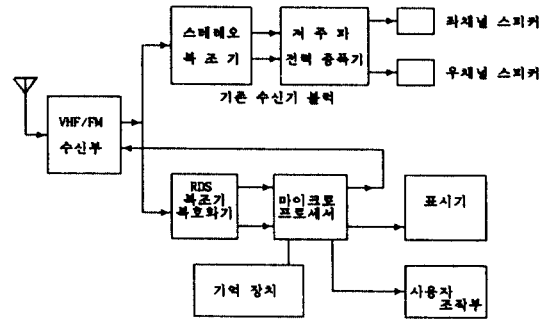 스테레오
복 조 기
저 주 파
전력 증폭기
좌채널 스피커
우채널 스피커
기존 수신기 블럭
VHF/FM
수신부
RDS
복조기
복호화기
마이크로
프로세서
표시기
기억 장치
사용자
조작부